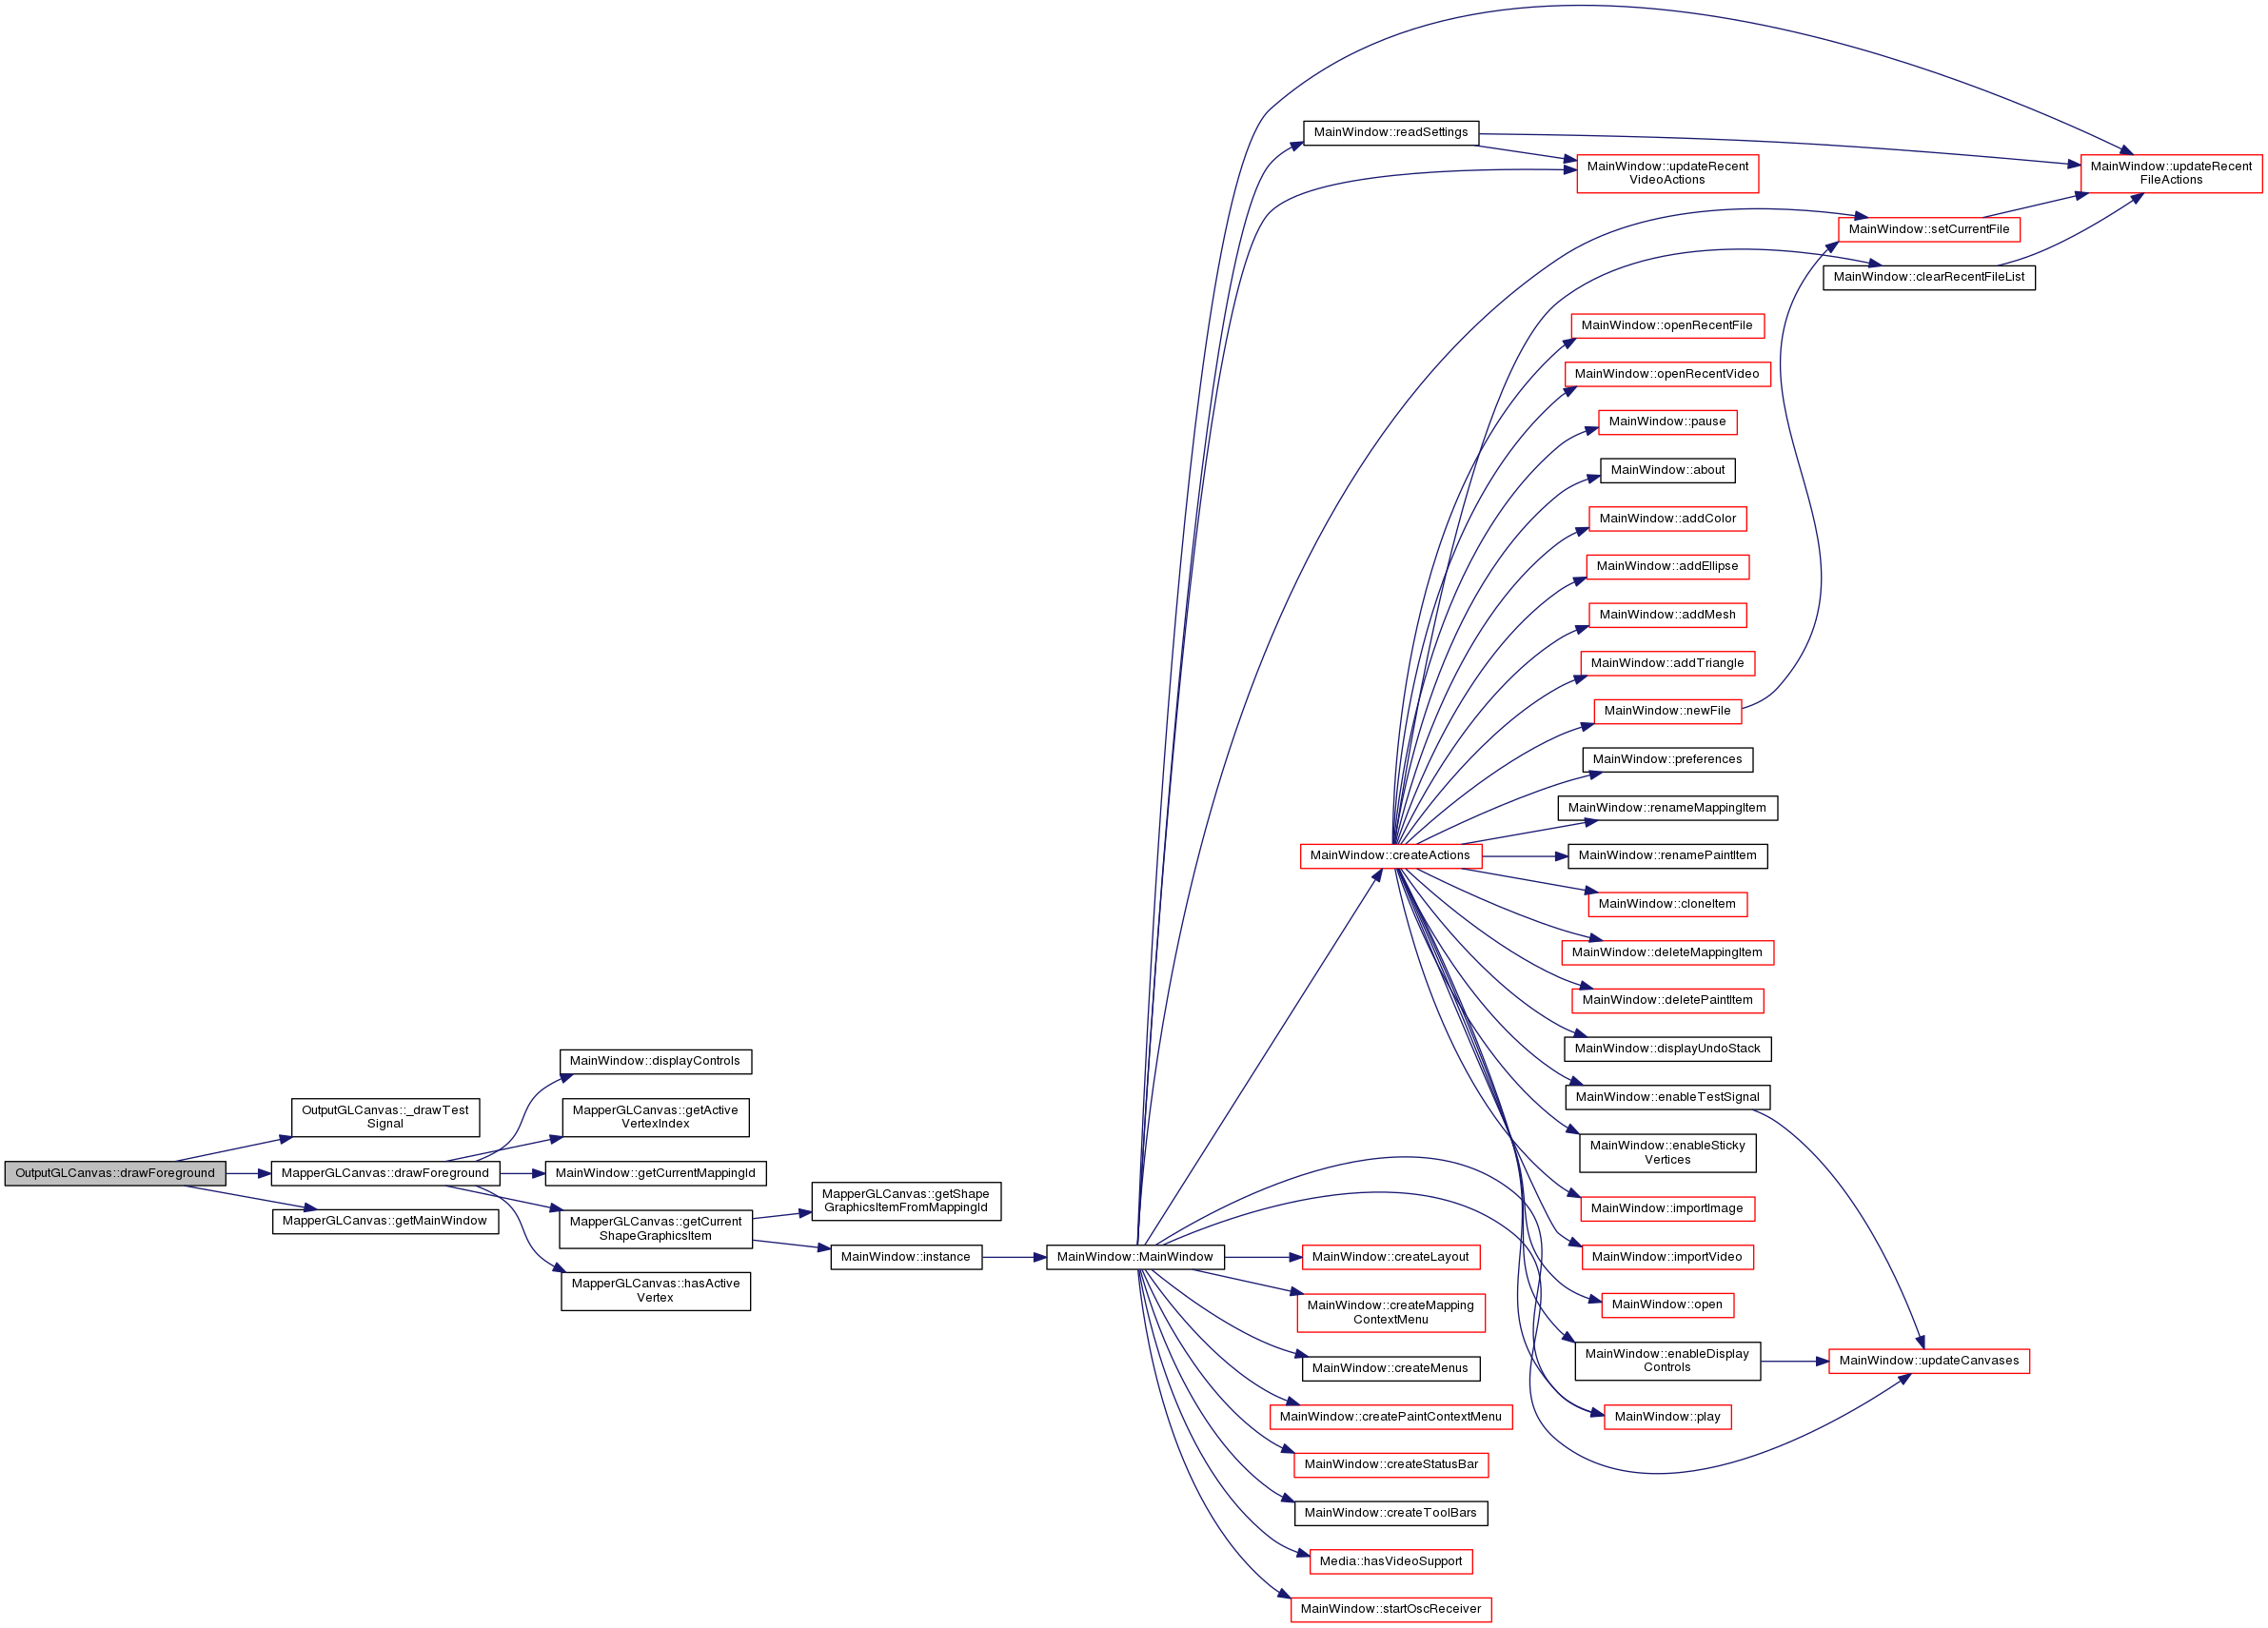 OutputGLCanvas::drawForeground
OutputGLCanvas::_drawTest
Signal
MapperGLCanvas::drawForeground
MapperGLCanvas::getMainWindow
MainWindow::displayControls
MapperGLCanvas::getActive
VertexIndex
MainWindow::getCurrentMappingId
MapperGLCanvas::getCurrent
ShapeGraphicsItem
MapperGLCanvas::hasActive
Vertex
MapperGLCanvas::getShape
GraphicsItemFromMappingId
MainWindow::instance
MainWindow::MainWindow
MainWindow::readSettings
MainWindow::createActions
MainWindow::createLayout
MainWindow::createMapping
ContextMenu
MainWindow::createMenus
MainWindow::createPaintContextMenu
MainWindow::createStatusBar
MainWindow::createToolBars
Media::hasVideoSupport
MainWindow::startOscReceiver
MainWindow::updateRecent
VideoActions
MainWindow::openRecentFile
MainWindow::openRecentVideo
MainWindow::pause
MainWindow::about
MainWindow::addColor
MainWindow::addEllipse
MainWindow::addMesh
MainWindow::addTriangle
MainWindow::newFile
MainWindow::preferences
MainWindow::renameMappingItem
MainWindow::renamePaintItem
MainWindow::cloneItem
MainWindow::deleteMappingItem
MainWindow::deletePaintItem
MainWindow::displayUndoStack
MainWindow::enableTestSignal
MainWindow::enableSticky
Vertices
MainWindow::importImage
MainWindow::importVideo
MainWindow::open
MainWindow::enableDisplay
Controls
MainWindow::play
MainWindow::setCurrentFile
MainWindow::clearRecentFileList
MainWindow::updateCanvases
MainWindow::updateRecent
FileActions